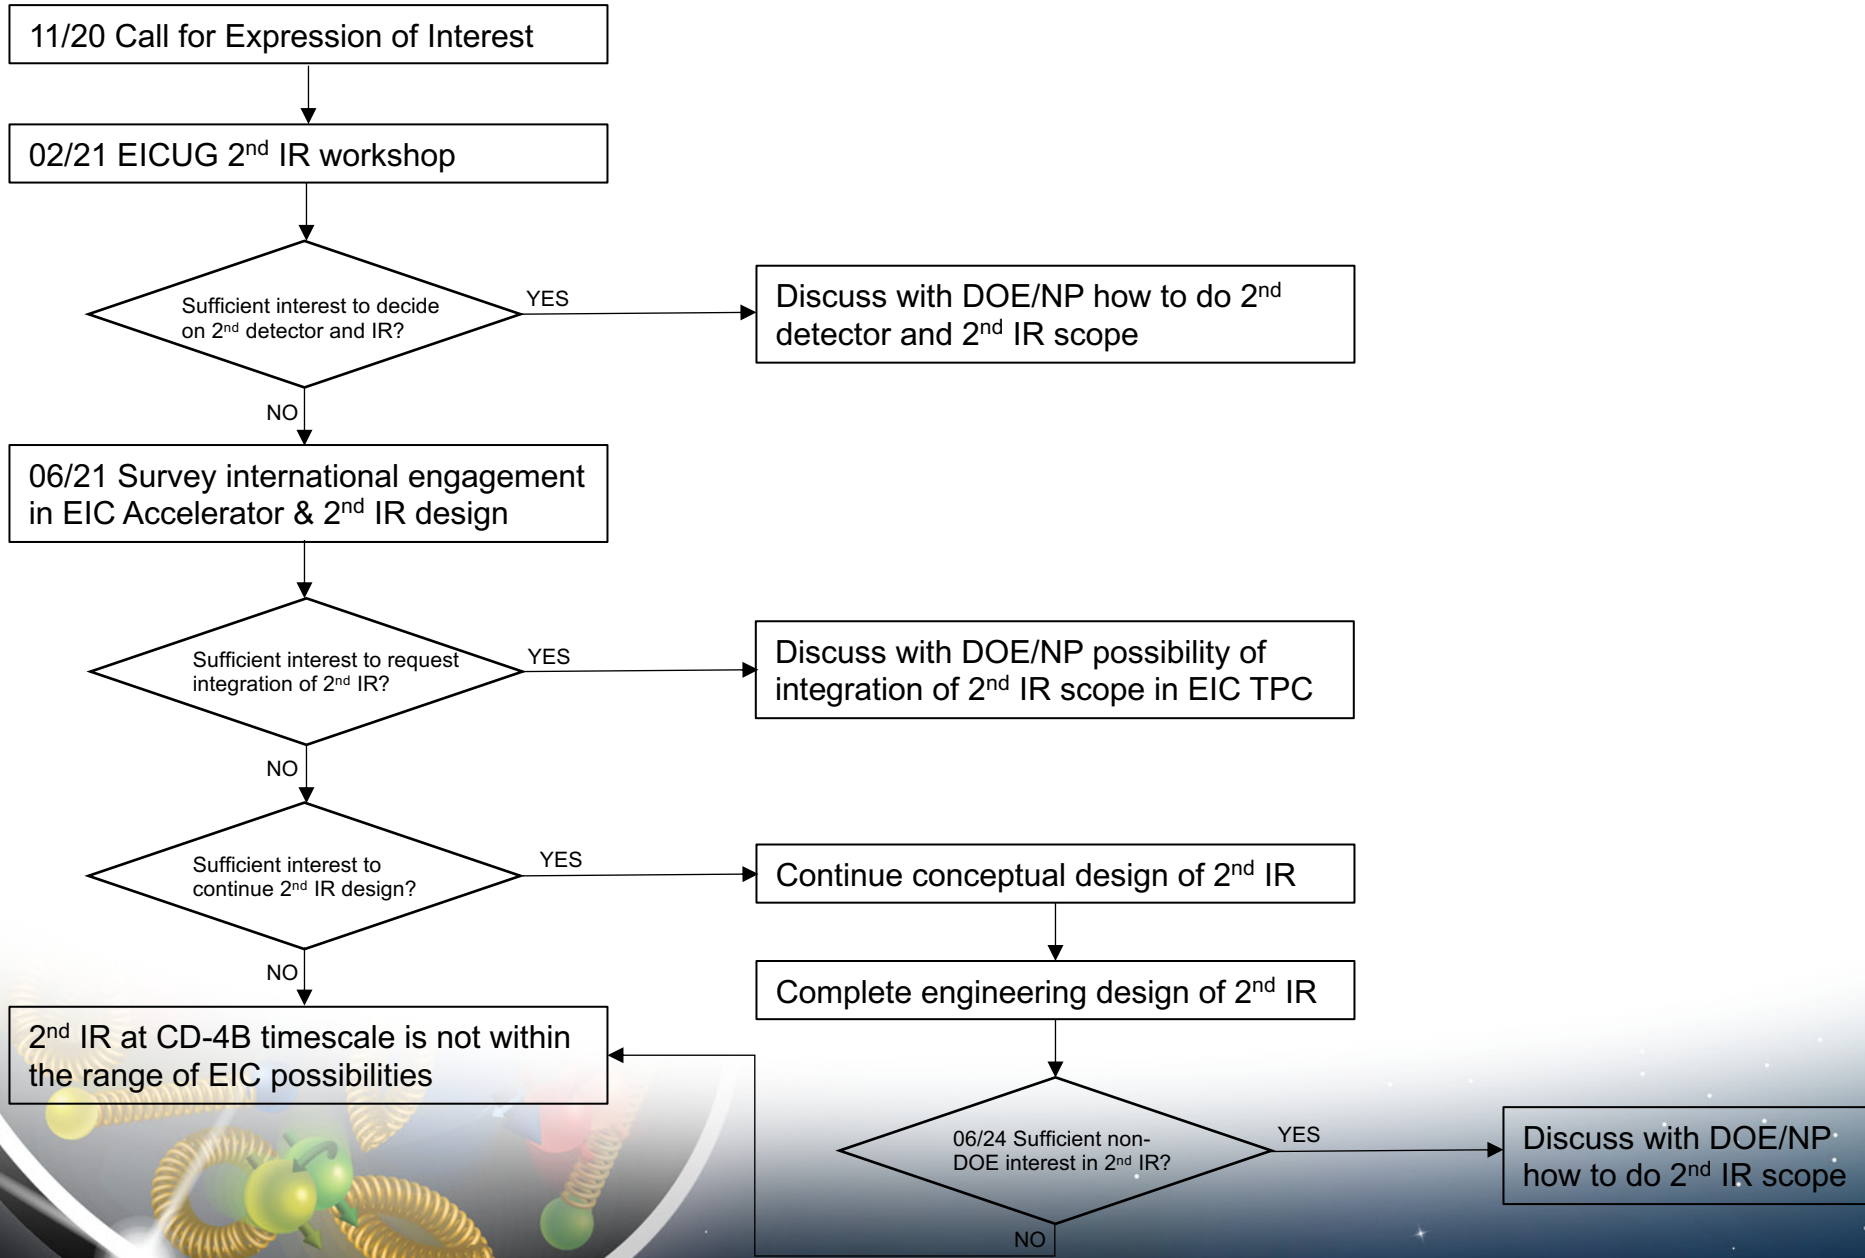 11/20 Call for Expression of Interest
02/21 EICUG 2nd IR workshop
Sufficient interest to decide
on 2nd detector and IR?
YES
Discuss with DOE/NP how to do 2nd
detector and 2nd IR scope
NO
06/21 Survey international engagement
in EIC Accelerator & 2nd IR design
Sufficient interest to request
integration of 2nd IR?
YES
Discuss with DOE/NP possibility of
integration of 2nd IR scope in EIC TPC
NO
Sufficient interest to
continue 2nd IR design?
YES
Continue conceptual design of 2nd IR
NO
Complete engineering design of 2nd IR
2nd IR at CD-4B timescale is not within
the range of EIC possibilities
06/24 Sufficient non-
DOE interest in 2nd IR?
YES
Discuss with DOE/NP
how to do 2nd IR scope
NO